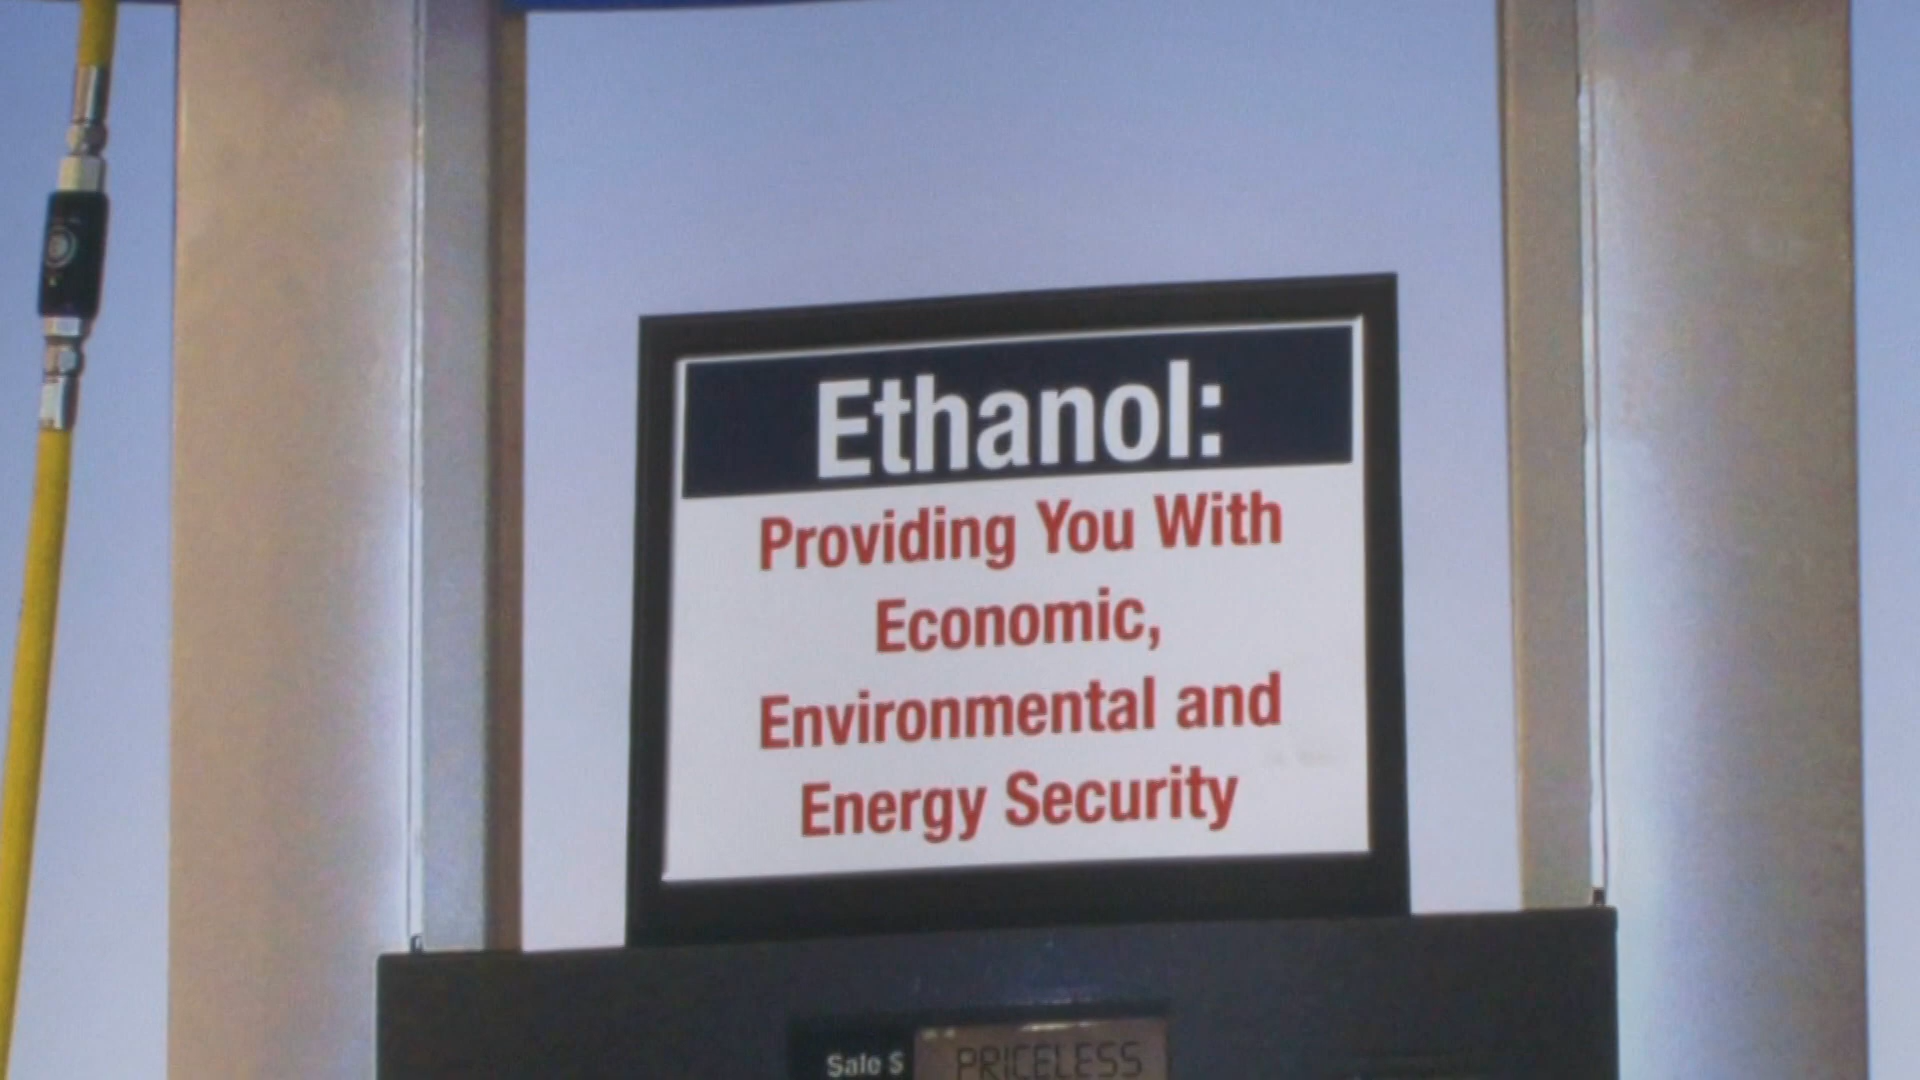 Ethanol:
Providing You With
Economic,
Environmental and
Energy Security
Sale $ PRICELESS